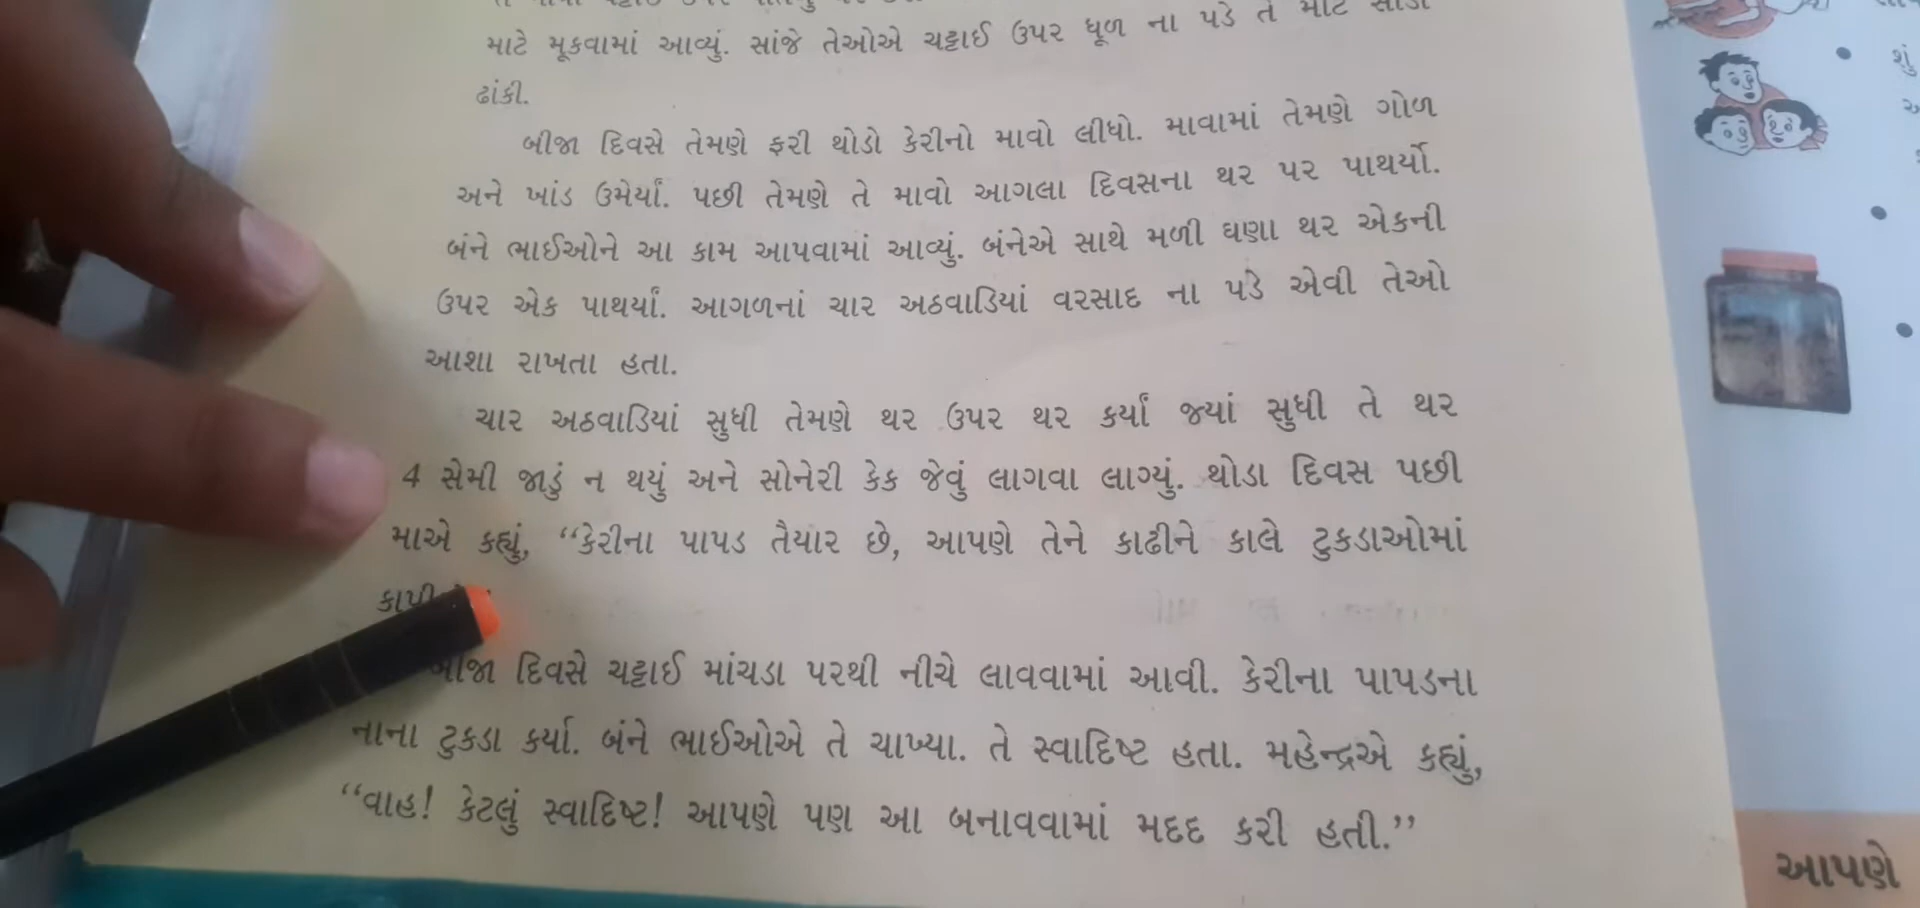 માટે મૂકવામાં આવ્યું. સાંજે તેઓએ ચટ્ટાઈ ઉપર ધૂળ ના પડે તે માટે સાડી
ઢાંકી.
બીજા દિવસે તેમણે ફરી થોડો કેરીનો માવો લીધો. માવામાં તેમણે ગોળ
અને ખાંડ ઉમેર્યાં. પછી તેમણે તે માવો આગલા દિવસના થર પર પાથર્યો.
બંને ભાઈઓને આ કામ આપવામાં આવ્યું. બંનેએ સાથે મળી ઘણા થર એકની
ઉપર એક પાથર્યાં. આગળનાં ચાર અઠવાડિયાં વરસાદ ના પડે એવી તેઓ
આશા રાખતા હતા.
ચાર અઠવાડિયાં સુધી તેમણે થર ઉપર થર કર્યાં જ્યાં સુધી તે થર
4 સેમી જાડું ન થયું અને સોનેરી કેક જેવું લાગવા લાગ્યું. થોડા દિવસ પછી
માએ કહ્યું, “કેરીના પાપડ તૈયાર છે, આપણે તેને કાઢીને કાલે ટુકડાઓમાં
બીજા દિવસે ચટ્ટાઈ માંચડા પરથી નીચે લાવવામાં આવી. કેરીના પાપડના
નાના ટુકડા કર્યા. બંને ભાઈઓએ તે ચાખ્યા. તે સ્વાદિષ્ટ હતા. મહેન્દ્રએ કહ્યું,
“વાહ! કેટલું સ્વાદિષ્ટ! આપણે પણ આ બનાવવામાં મદદ કરી હતી.”
શું
આપણે